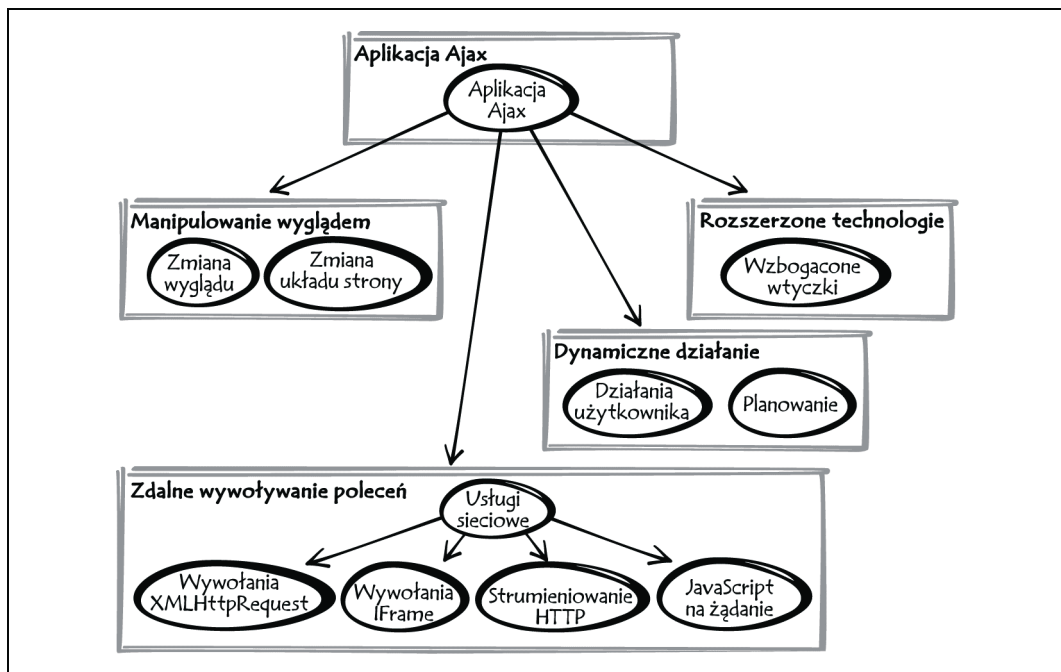 Aplikacja Ajax
Aplikacja
Ajax
Manipulowanie wyglądem
Zmiana
wyglądu
Zmiana
układu strony
Rozszerzone technologie
Wzbogacone
wtyczki
Dynamiczne działanie
Działania
użytkownika
Planowanie
Zdalne wywoływanie poleceń
Usługi
sieciowe
Wywołania
XMLHttpRequest
Wywołania
IFrame
Strumieniowanie
HTTP
JavaScript
na żądanie